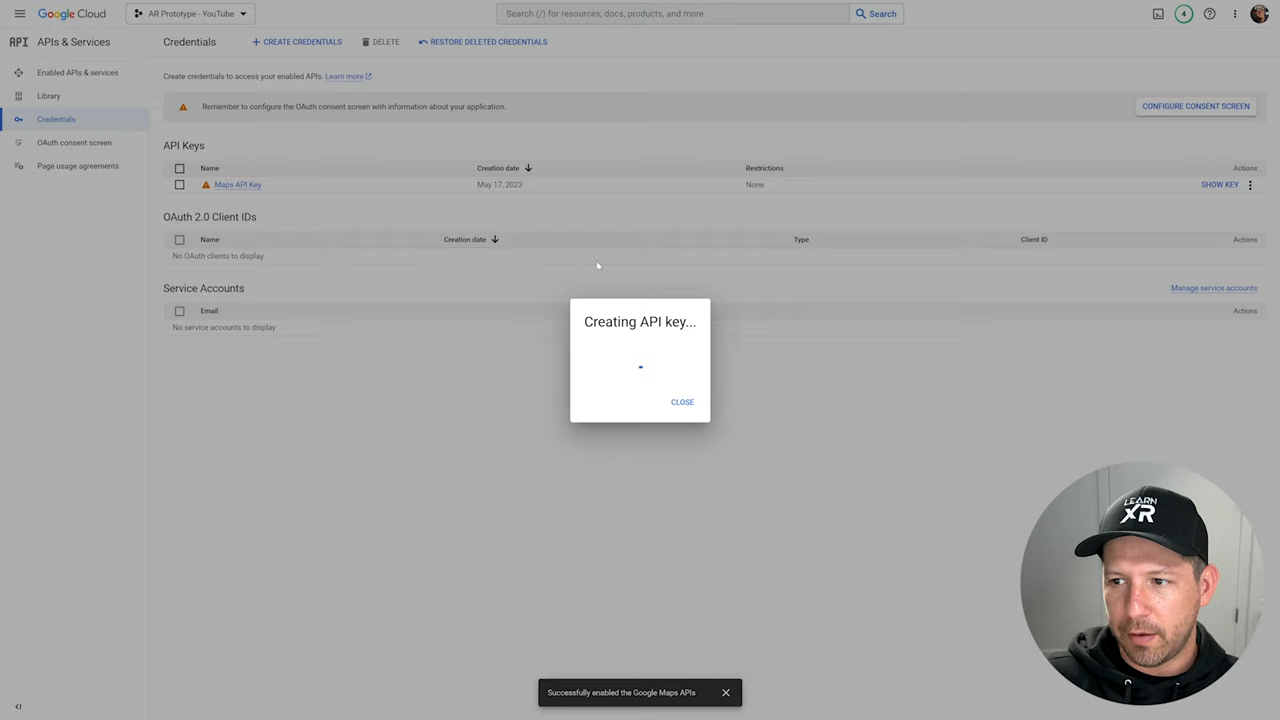 Google Cloud
AR Prototype - YouTube
Search (/) for resources, docs, products, and more.
Search
4
API
APIs & Services
Credentials
CREATE CREDENTIALS
DELETE
RESTORE DELETED CREDENTIALS
Enabled APIs & services
Library
Credentials
OAuth consent screen
Page usage agreements
Create credentials to access your enabled APIs. Learn more
Remember to configure the OAuth consent screen with information about your application.
CONFIGURE CONSENT SCREEN
API Keys
Name Creation date Restrictions Actions
Maps API Key May 17, 2023 None SHOW KEY
OAuth 2.0 Client IDs
Name Creation date Type Client ID Actions
No OAuth clients to display
Service Accounts
Manage service accounts
Email Actions
No service accounts to display
Creating API key...
CLOSE
Successfully enabled the Google Maps APIs
LEARN
XR